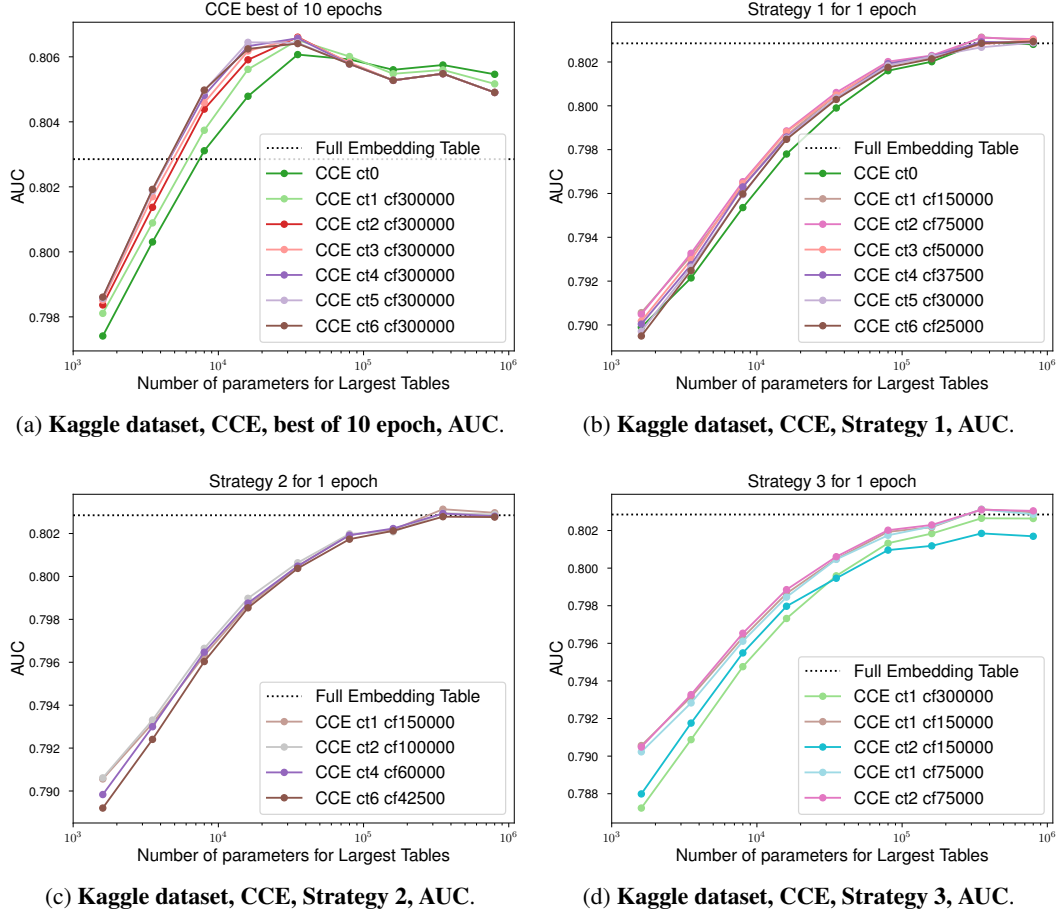 CCE best of 10 epochs
AUC
0.806
0.804
0.802
0.800
0.798
Full Embedding Table
CCE ct0
CCE ct1 cf300000
CCE ct2 cf300000
CCE ct3 cf300000
CCE ct4 cf300000
CCE ct5 cf300000
CCE ct6 cf300000
10³ 10⁴ 10⁵ 10⁶
Number of parameters for Largest Tables
(a) Kaggle dataset, CCE, best of 10 epoch, AUC.
Strategy 1 for 1 epoch
AUC
0.802
0.800
0.798
0.796
0.794
0.792
0.790
Full Embedding Table
CCE ct0
CCE ct1 cf150000
CCE ct2 cf75000
CCE ct3 cf50000
CCE ct4 cf37500
CCE ct5 cf30000
CCE ct6 cf25000
10³ 10⁴ 10⁵ 10⁶
Number of parameters for Largest Tables
(b) Kaggle dataset, CCE, Strategy 1, AUC.
Strategy 2 for 1 epoch
AUC
0.802
0.800
0.798
0.796
0.794
0.792
0.790
Full Embedding Table
CCE ct1 cf150000
CCE ct2 cf100000
CCE ct4 cf60000
CCE ct6 cf42500
10³ 10⁴ 10⁵ 10⁶
Number of parameters for Largest Tables
(c) Kaggle dataset, CCE, Strategy 2, AUC.
Strategy 3 for 1 epoch
AUC
0.802
0.800
0.798
0.796
0.794
0.792
0.790
0.788
Full Embedding Table
CCE ct1 cf300000
CCE ct1 cf150000
CCE ct2 cf150000
CCE ct1 cf75000
CCE ct2 cf75000
10³ 10⁴ 10⁵ 10⁶
Number of parameters for Largest Tables
(d) Kaggle dataset, CCE, Strategy 3, AUC.